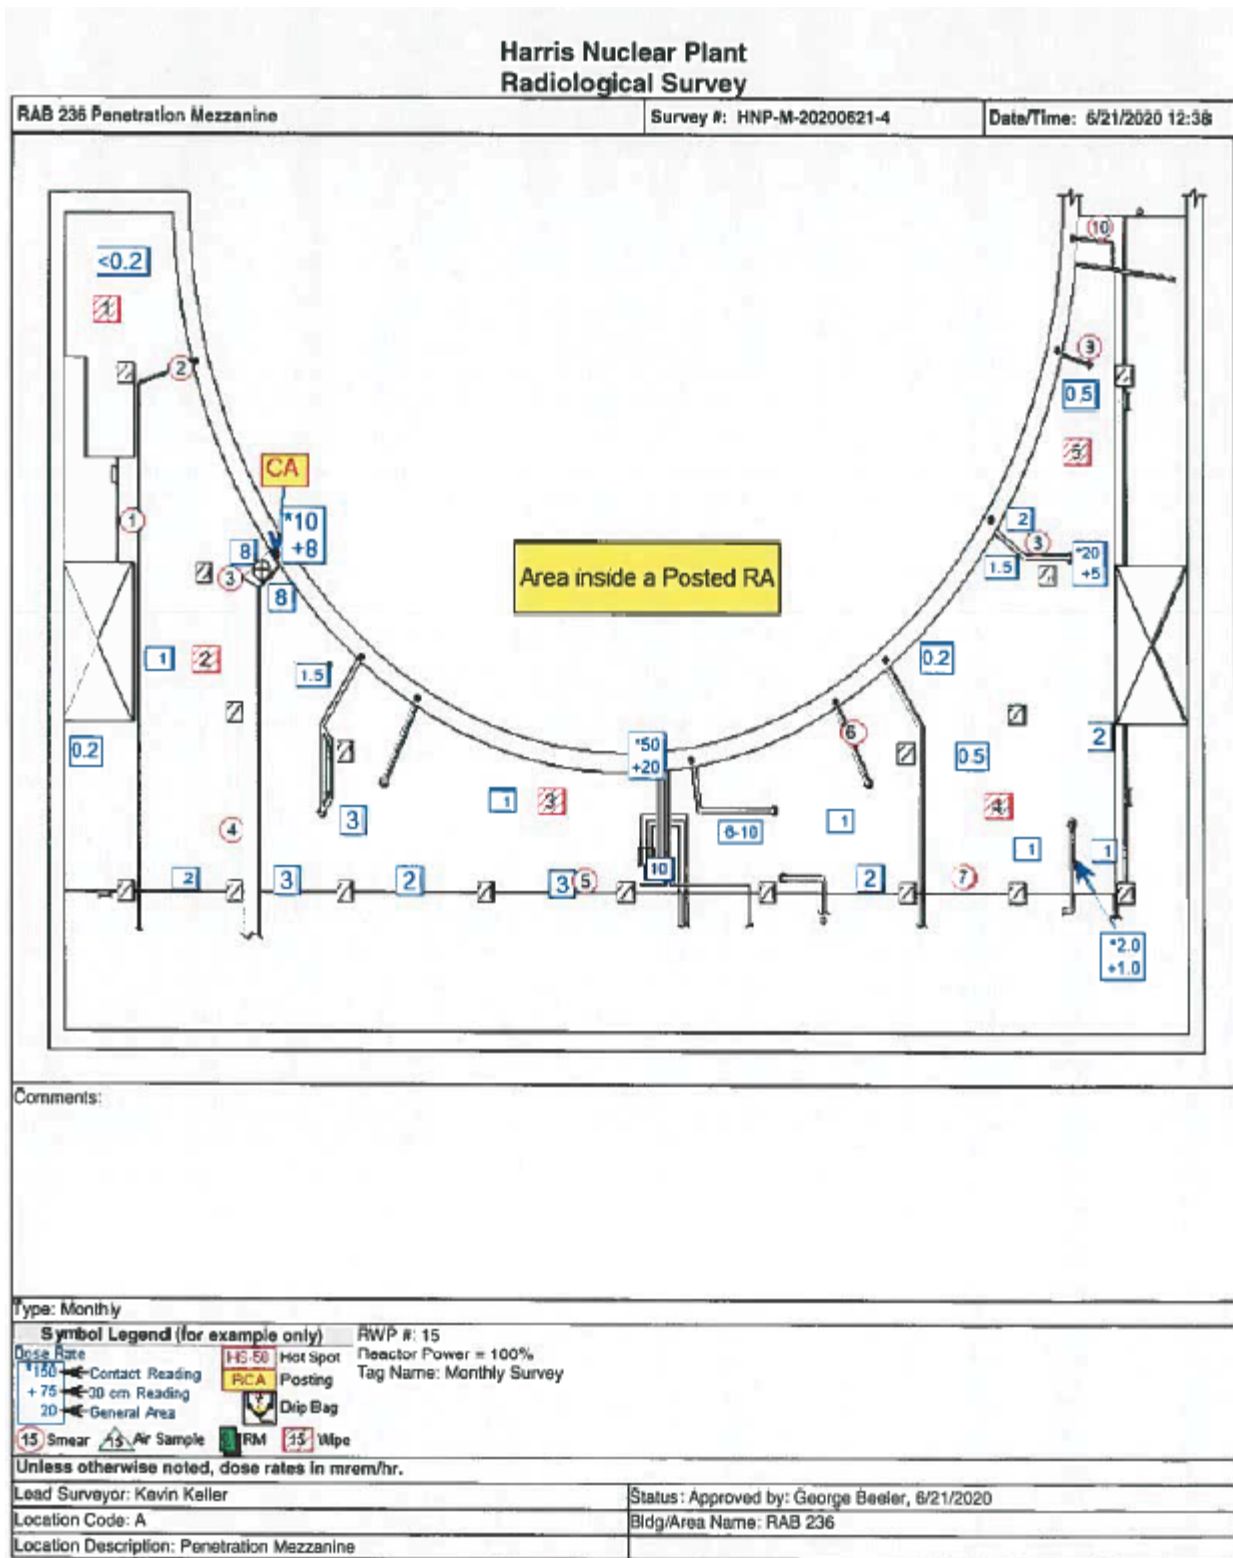 Harris Nuclear Plant
Radiological Survey
RAB 236 Penetration Mezzanine
Survey #: HNP-M-20200621-4
Date/Time: 6/21/2020 12:38
<0.2
1
10
2
9
0.5
5
CA
*10
+8
1
8
3
8
2
3
1.5
*20
+5
Area inside a Posted RA
1
2
1.5
0.2
0.2
*50
+20
6
0.5
2
3
1
3
6-10
1
4
4
1
1
10
2
3
2
3
5
2
7
*2.0
+1.0
Comments:
Type: Monthly
Symbol Legend (for example only)
RWP #: 15
Reactor Power = 100%
Tag Name: Monthly Survey
Dose Rate
*150 Contact Reading
+ 75 30 cm Reading
20 General Area
HS-50 Hot Spot
RCA Posting
Drip Bag
15 Smear
15 Air Sample
RM
15 Wipe
Unless otherwise noted, dose rates in mrem/hr.
Lead Surveyor: Kevin Keller
Status: Approved by: George Beeler, 6/21/2020
Location Code: A
Bldg/Area Name: RAB 236
Location Description: Penetration Mezzanine